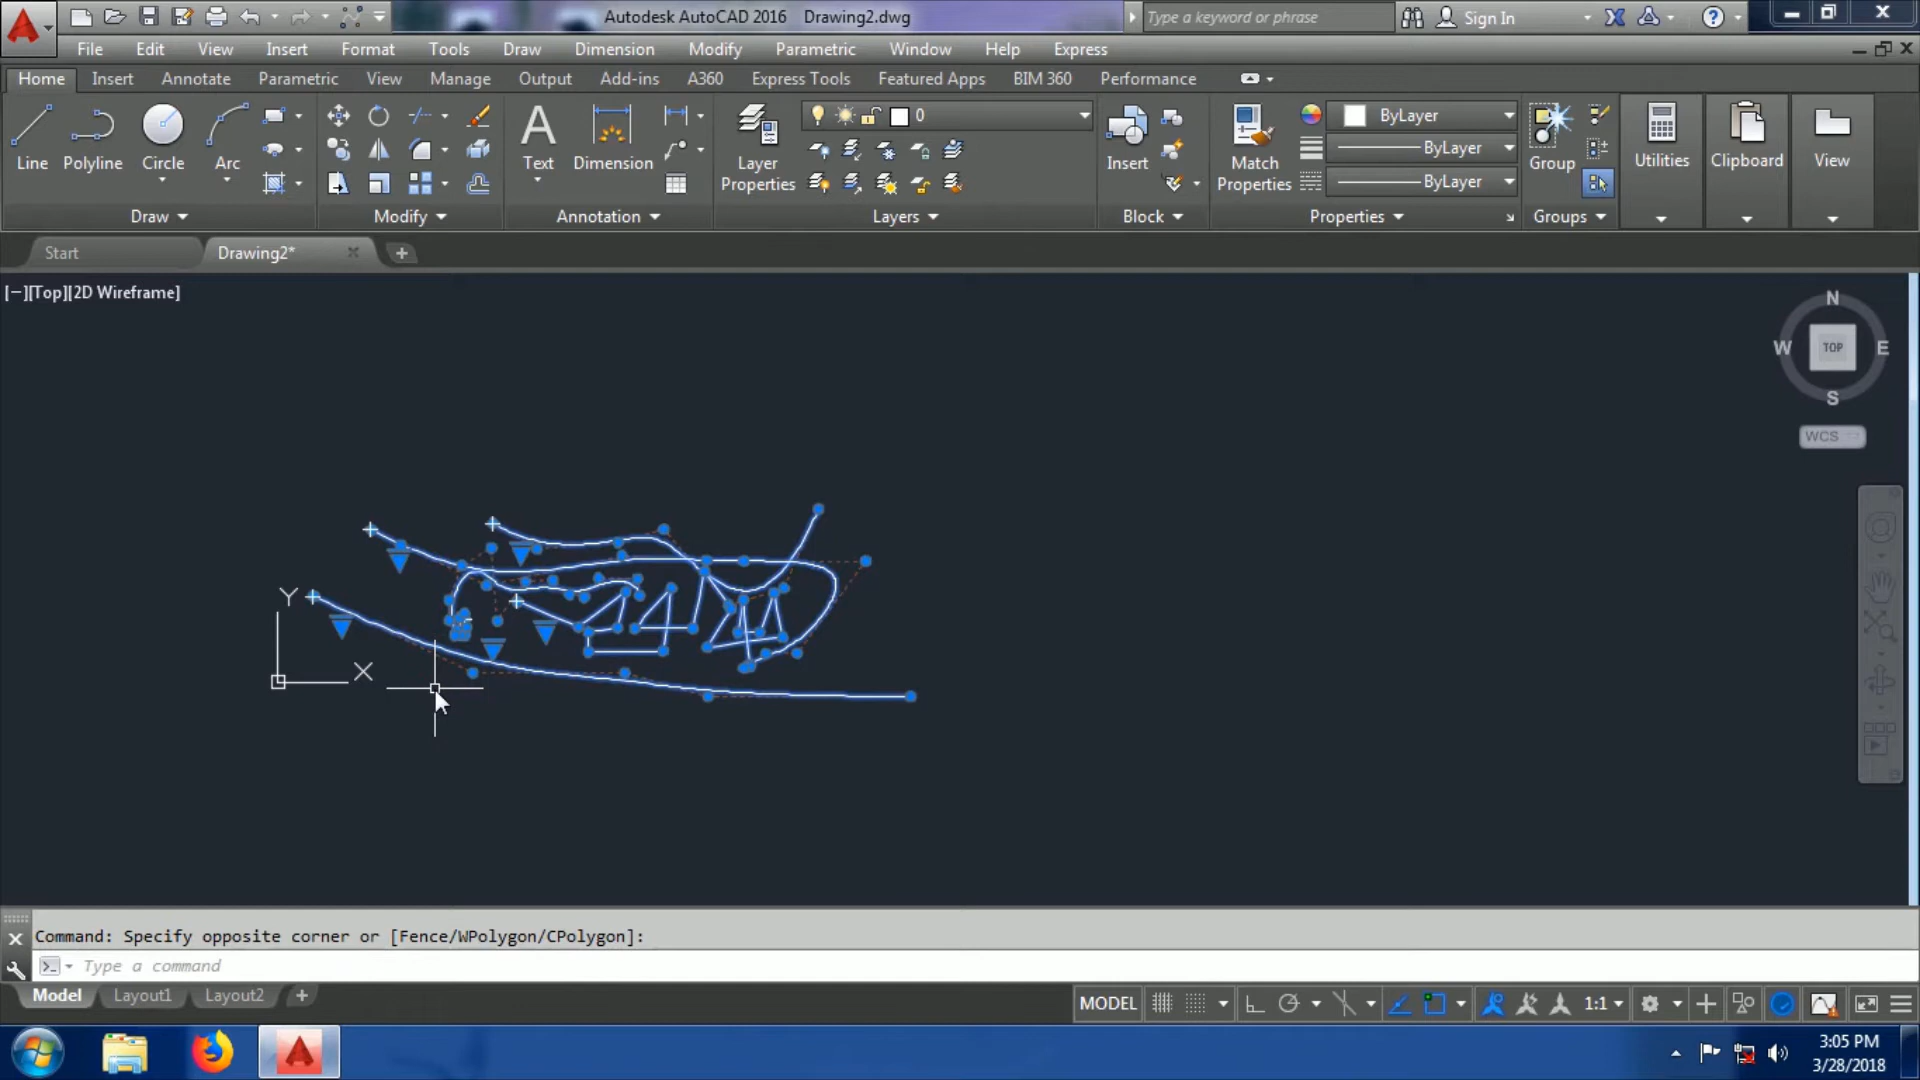 Autodesk AutoCAD 2016 Drawing2.dwg
Type a keyword or phrase
Sign In
File Edit View Insert Format Tools Draw Dimension Modify Parametric Window Help Express
Home Insert Annotate Parametric View Manage Output Add-ins A360 Express Tools Featured Apps BIM 360 Performance
0
ByLayer
ByLayer
ByLayer
Line Polyline Circle Arc
Text Dimension
Layer Properties
Insert
Match Properties
Group
Utilities Clipboard View
Draw Modify Annotation Layers Block Properties Groups
Start Drawing2*
[−][Top][2D Wireframe]
N
W TOP E
S
WCS
Y
X
Command: Specify opposite corner or [Fence/WPolygon/CPolygon]:
Type a command
Model Layout1 Layout2
MODEL 1:1
3:05 PM
3/28/2018